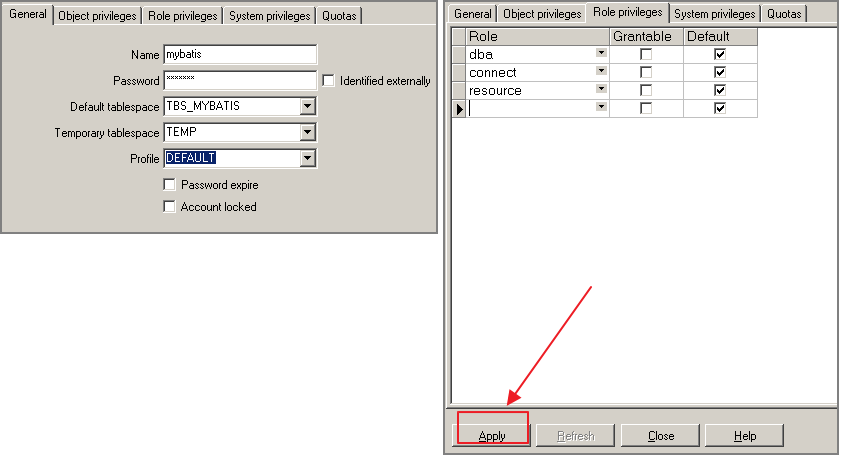 General Object privileges Role privileges System privileges Quotas
Name mybatis
Password ******* Identified externally
Default tablespace TBS_MYBATIS
Temporary tablespace TEMP
Profile DEFAULT
Password expire
Account locked
General Object privileges Role privileges System privileges Quotas
Role Grantable Default
dba
connect
resource
Apply Refresh Close Help